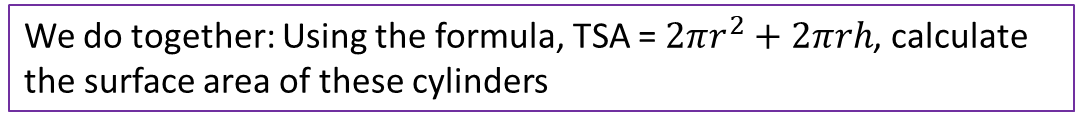 We do together: Using the formula, TSA = 2𝜋𝑟² + 2𝜋𝑟ℎ, calculate
the surface area of these cylinders